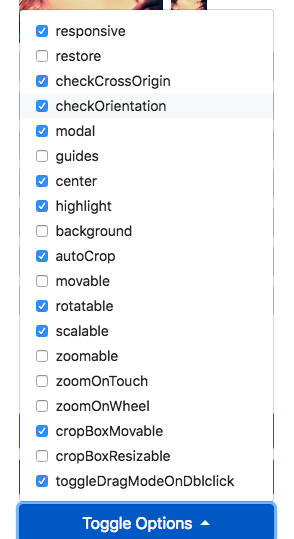 responsive
restore
checkCrossOrigin
checkOrientation
modal
guides
center
highlight
background
autoCrop
movable
rotatable
scalable
zoomable
zoomOnTouch
zoomOnWheel
cropBoxMovable
cropBoxResizable
toggleDragModeOnDblclick
Toggle Options